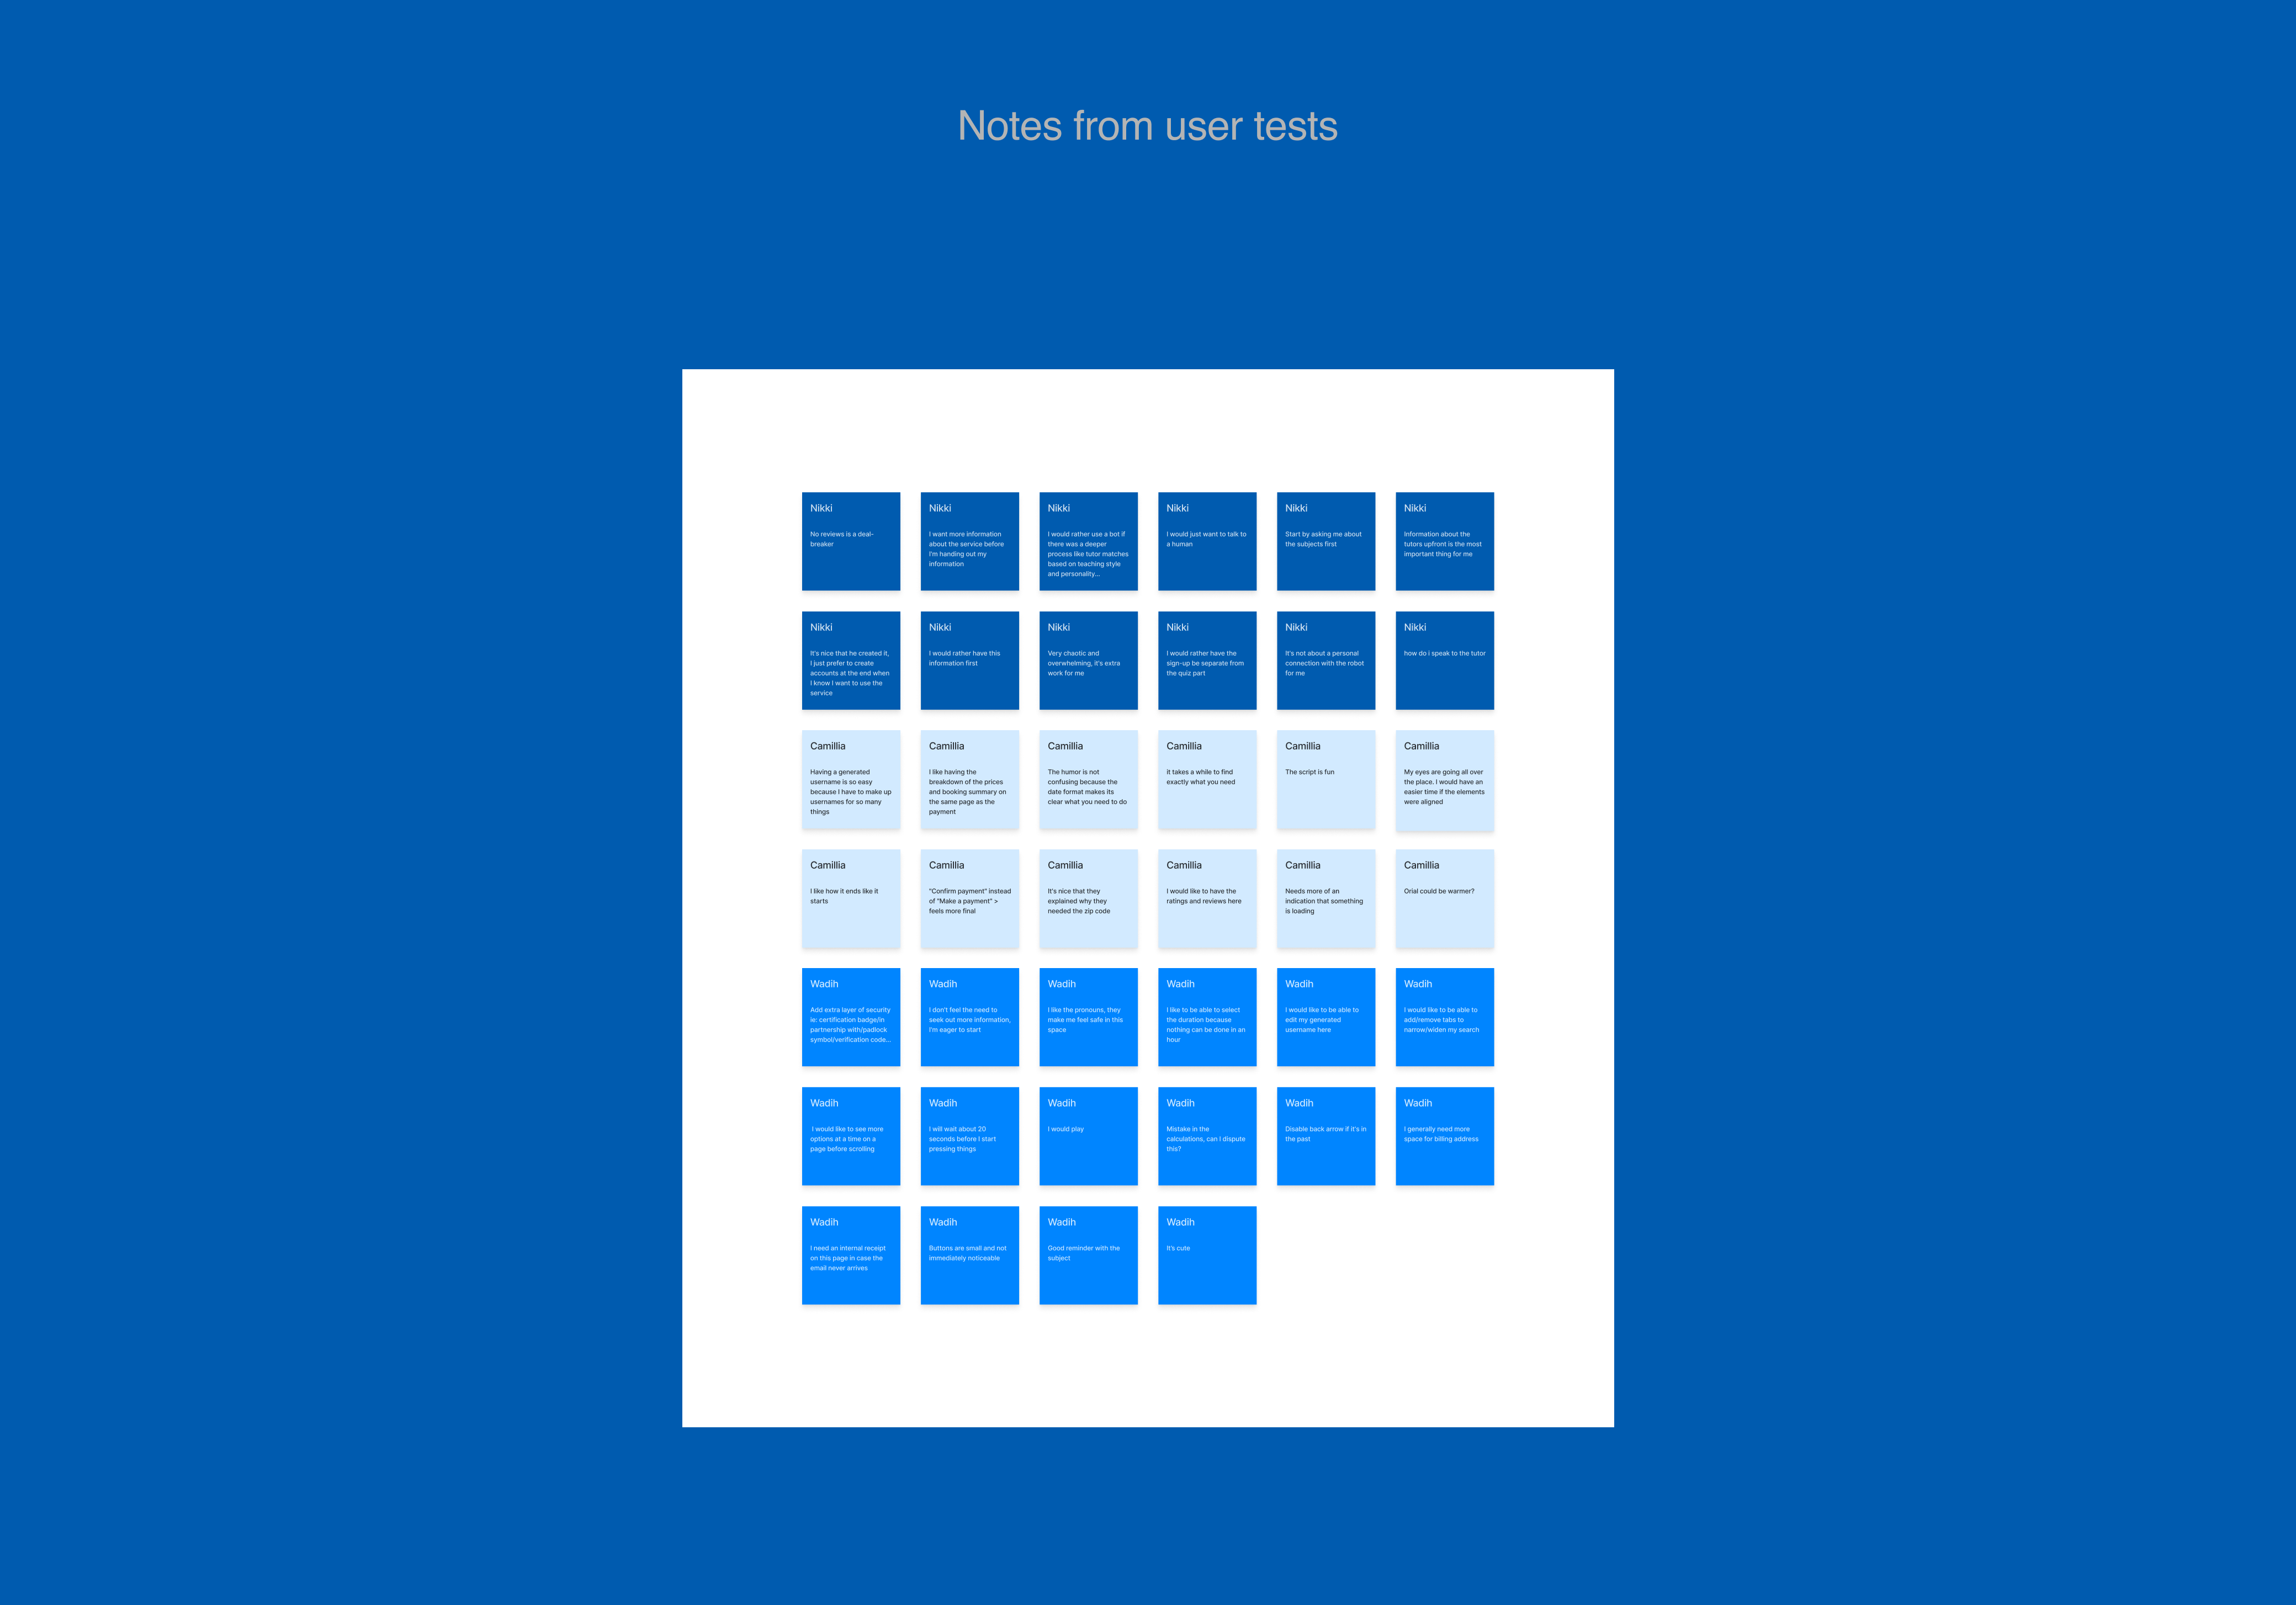 Notes from user tests
Nikki
No reviews is a deal-
breaker
Nikki
I want more information
about the service before
I'm handing out my
information
Nikki
I would rather use a bot if
there was a deeper
process like tutor matches
based on teaching style
and personality...
Nikki
I would just want to talk to
a human
Nikki
Start by asking me about
the subjects first
Nikki
Information about the
tutors upfront is the most
important thing for me
Nikki
It's nice that he created it,
I just prefer to create
accounts at the end when
I know I want to use the
service
Nikki
I would rather have this
information first
Nikki
Very chaotic and
overwhelming, it's extra
work for me
Nikki
I would rather have the
sign-up be separate from
the quiz part
Nikki
It's not about a personal
connection with the robot
for me
Nikki
how do i speak to the tutor
Camillia
Having a generated
username is so easy
because I have to make up
usernames for so many
things
Camillia
I like having the
breakdown of the prices
and booking summary on
the same page as the
payment
Camillia
The humor is not
confusing because the
date format makes its
clear what you need to do
Camillia
it takes a while to find
exactly what you need
Camillia
The script is fun
Camillia
My eyes are going all over
the place. I would have an
easier time if the elements
were aligned
Camillia
I like how it ends like it
starts
Camillia
"Confirm payment" instead
of "Make a payment" >
feels more final
Camillia
It's nice that they
explained why they
needed the zip code
Camillia
I would like to have the
ratings and reviews here
Camillia
Needs more of an
indication that something
is loading
Camillia
Orial could be warmer?
Wadih
Add extra layer of security
ie: certification badge/in
partnership with/padlock
symbol/verification code...
Wadih
I don't feel the need to
seek out more information,
I'm eager to start
Wadih
I like the pronouns, they
make me feel safe in this
space
Wadih
I like to be able to select
the duration because
nothing can be done in an
hour
Wadih
I would like to be able to
edit my generated
username here
Wadih
I would like to be able to
add/remove tabs to
narrow/widen my search
Wadih
I would like to see more
options at a time on a
page before scrolling
Wadih
I will wait about 20
seconds before I start
pressing things
Wadih
I would play
Wadih
Mistake in the
calculations, can I dispute
this?
Wadih
Disable back arrow if it's in
the past
Wadih
I generally need more
space for billing address
Wadih
I need an internal receipt
on this page in case the
email never arrives
Wadih
Buttons are small and not
immediately noticeable
Wadih
Good reminder with the
subject
Wadih
It's cute